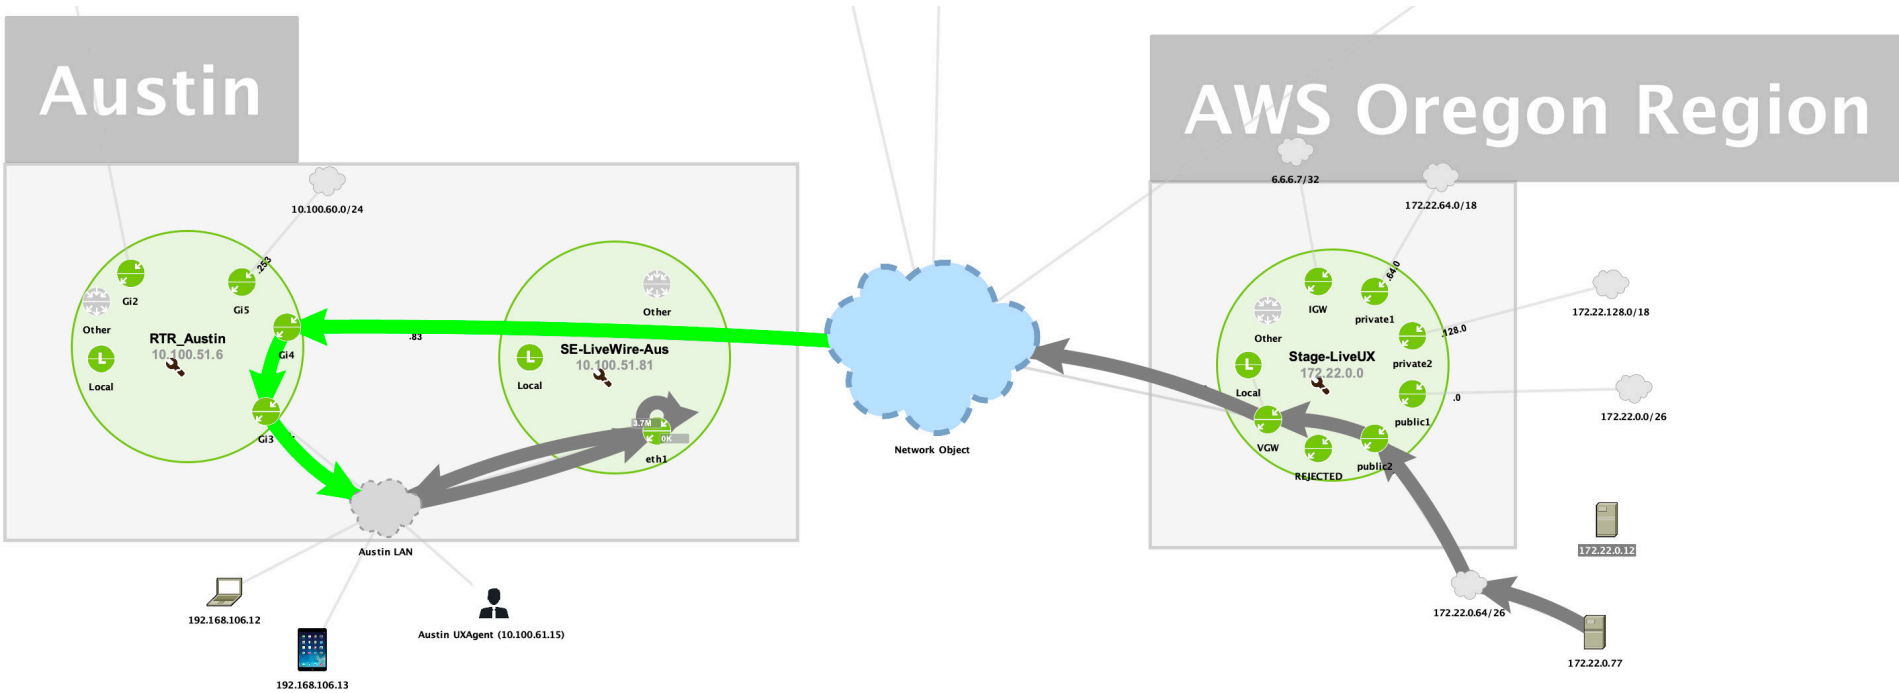 Austin
AWS Oregon Region
10.100.60.0/24
6.6.6.7/32
172.22.64.0/18
Gi2
.253
Gi5
Other
RTR_Austin
10.100.51.6
Gi4
Local
Gi3
.83
Other
SE-LiveWire-Aus
10.100.51.81
Local
3.7M
0K
eth1
Austin LAN
Network Object
.64.0
IGW
private1
Other
.128.0
172.22.128.0/18
Stage-LiveUX
172.22.0.0
private2
Local
.0
172.22.0.0/26
public1
VGW
public2
REJECTED
172.22.0.12
172.22.0.64/26
172.22.0.77
192.168.106.12
Austin UXAgent (10.100.61.15)
192.168.106.13